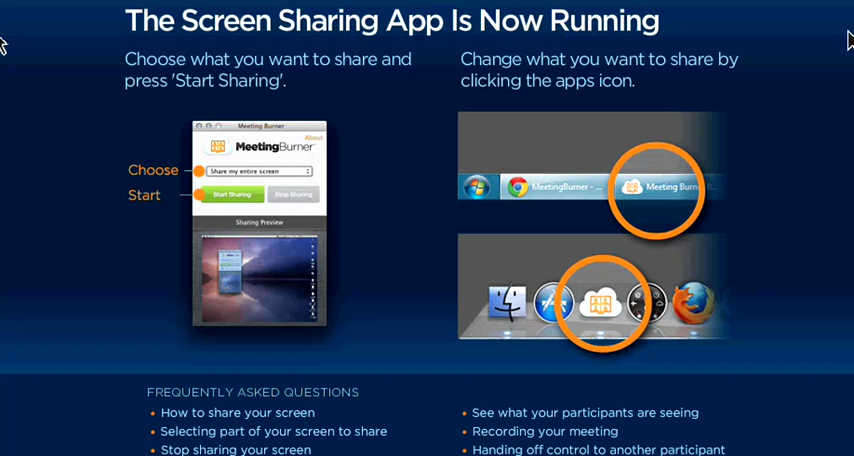 The Screen Sharing App Is Now Running
Choose what you want to share and
press 'Start Sharing'.
Change what you want to share by
clicking the apps icon.
Meeting Burner
About
MeetingBurner
Choose
Share my entire screen
Start
Start Sharing
Stop Sharing
Sharing Preview
MeetingBurner - ...
Meeting Burn
FREQUENTLY ASKED QUESTIONS
• How to share your screen
• Selecting part of your screen to share
• Stop sharing your screen
• See what your participants are seeing
• Recording your meeting
• Handing off control to another participant